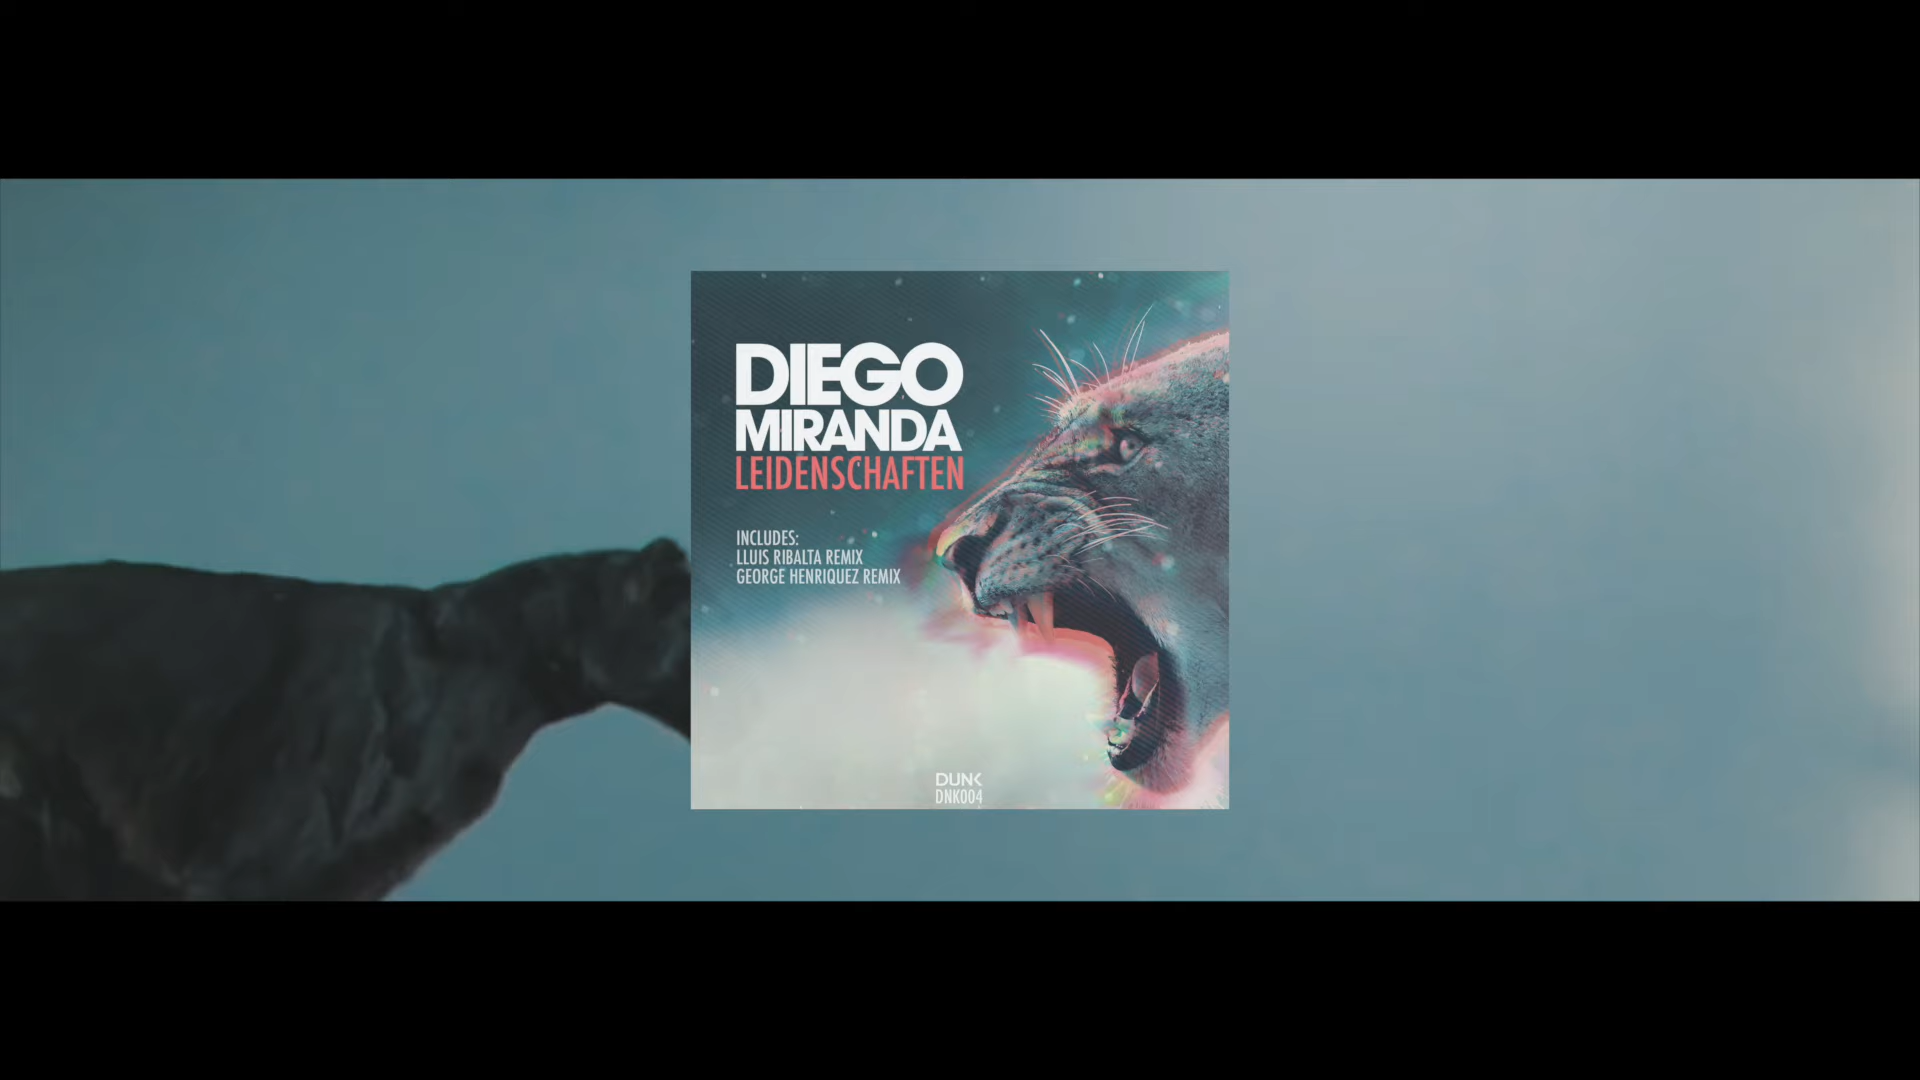 DIEGO
MIRANDA
LEIDENSCHAFTEN
INCLUDES:
LLUIS RIBALTA REMIX
GEORGE HENRIQUEZ REMIX
DUNK
DNK004